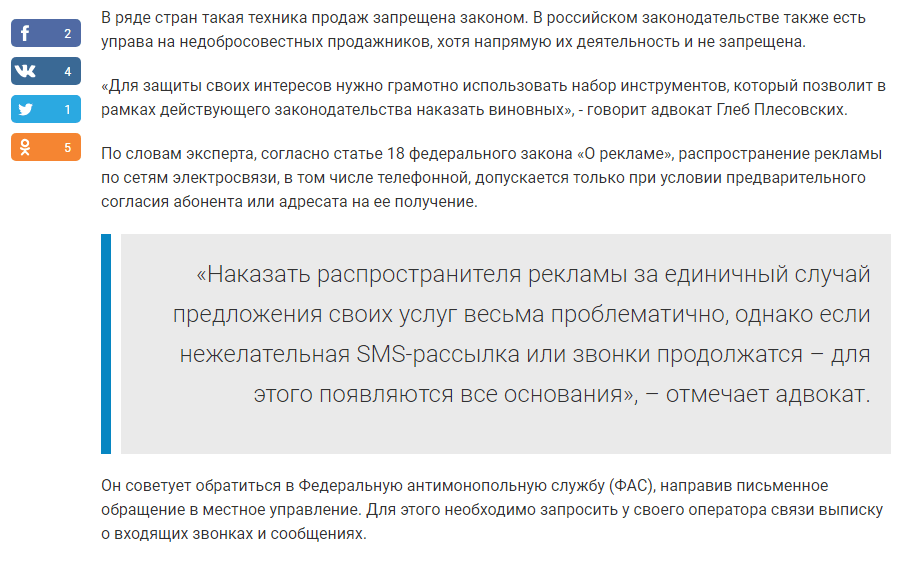 В ряде стран такая техника продаж запрещена законом. В российском законодательстве также есть
управа на недобросовестных продажников, хотя напрямую их деятельность и не запрещена.
2
4
1
5
«Для защиты своих интересов нужно грамотно использовать набор инструментов, который позволит в
рамках действующего законодательства наказать виновных», - говорит адвокат Глеб Плесовских.
По словам эксперта, согласно статье 18 федерального закона «О рекламе», распространение рекламы
по сетям электросвязи, в том числе телефонной, допускается только при условии предварительного
согласия абонента или адресата на ее получение.
«Наказать распространителя рекламы за единичный случай
предложения своих услуг весьма проблематично, однако если
нежелательная SMS-рассылка или звонки продолжатся – для
этого появляются все основания», – отмечает адвокат.
Он советует обратиться в Федеральную антимонопольную службу (ФАС), направив письменное
обращение в местное управление. Для этого необходимо запросить у своего оператора связи выписку
о входящих звонках и сообщениях.